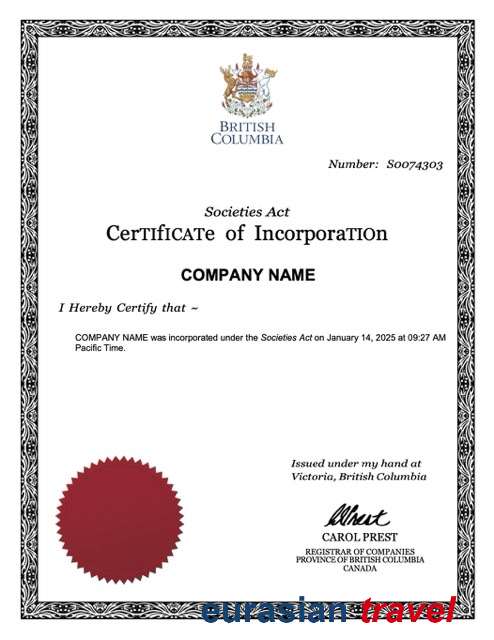 BRITISH
COLUMBIA
Number: S0074303
Societies Act
CerTIfICATe of IncorporaTIOn
COMPANY NAME
I Hereby Certify that ~
COMPANY NAME was incorporated under the Societies Act on January 14, 2025 at 09:27 AM
Pacific Time.
Issued under my hand at
Victoria, British Columbia
CAROL PREST
REGISTRAR OF COMPANIES
PROVINCE OF BRITISH COLUMBIA
CANADA
eurasian travel